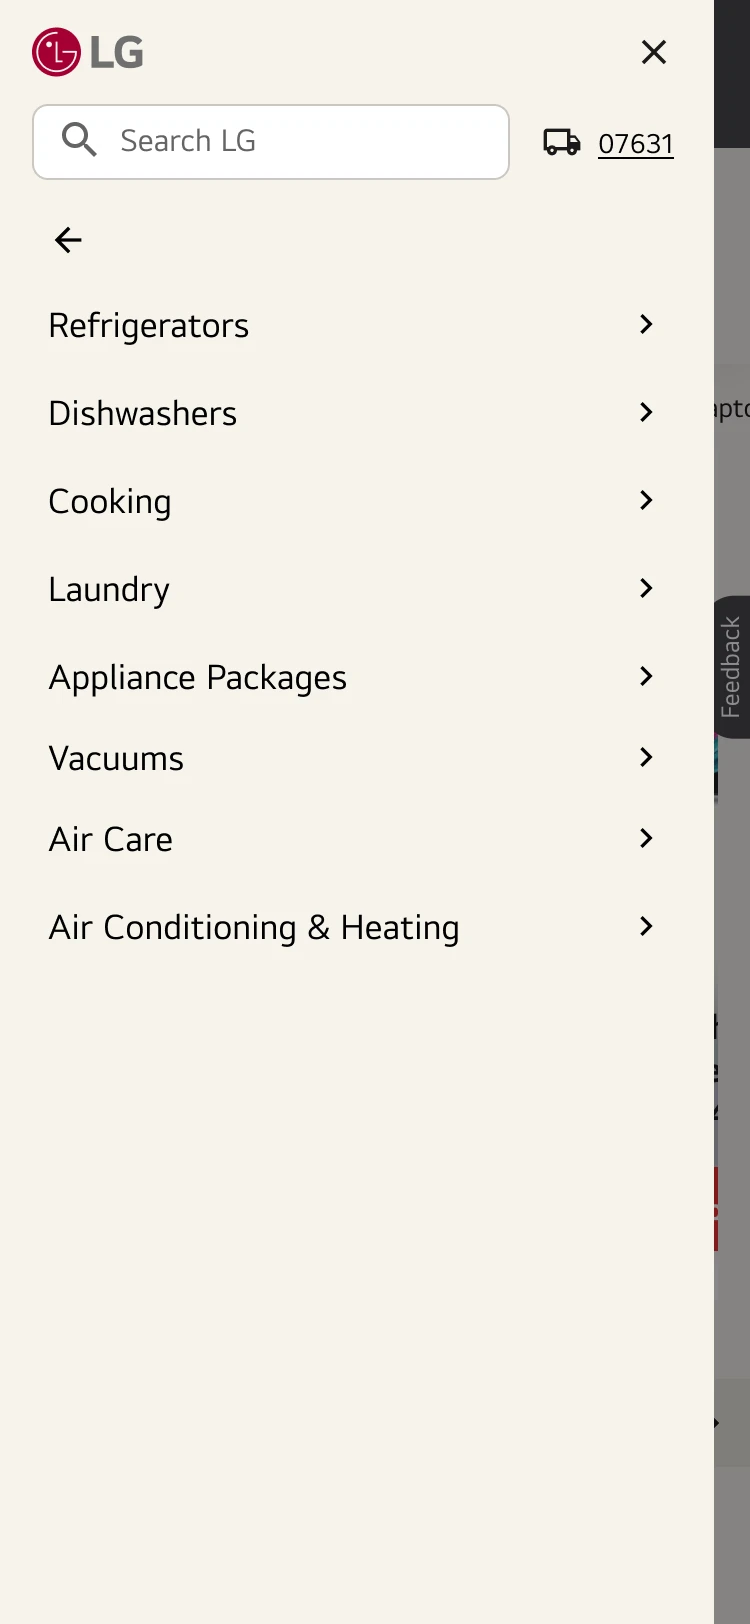 LG
Search LG
07631
Refrigerators
Dishwashers
Cooking
Laundry
Appliance Packages
Vacuums
Air Care
Air Conditioning & Heating
Feedback